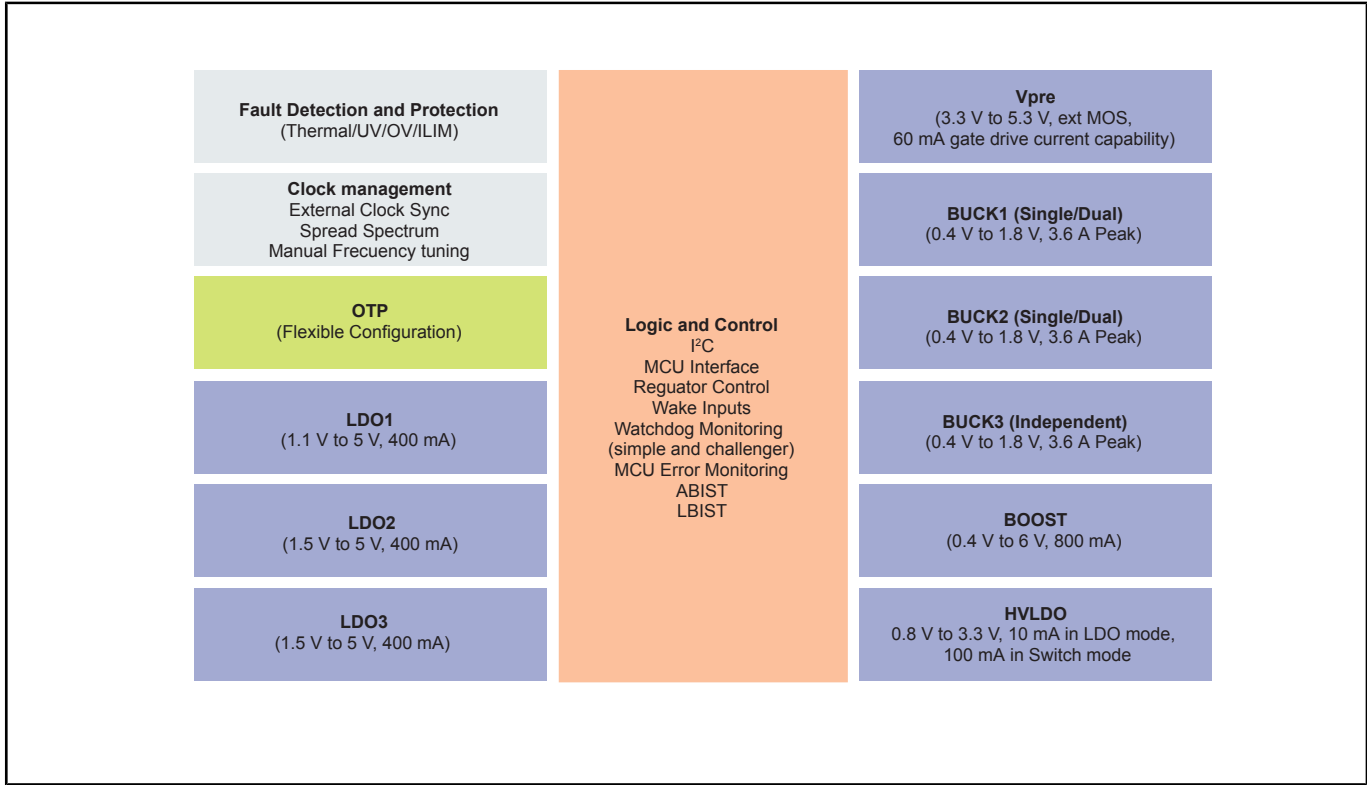 Fault Detection and Protection
(Thermal/UV/OV/ILIM)
Clock management
External Clock Sync
Spread Spectrum
Manual Frecuency tuning
OTP
(Flexible Configuration)
LDO1
(1.1 V to 5 V, 400 mA)
LDO2
(1.5 V to 5 V, 400 mA)
LDO3
(1.5 V to 5 V, 400 mA)
Logic and Control
I²C
MCU Interface
Reguator Control
Wake Inputs
Watchdog Monitoring
(simple and challenger)
MCU Error Monitoring
ABIST
LBIST
Vpre
(3.3 V to 5.3 V, ext MOS,
60 mA gate drive current capability)
BUCK1 (Single/Dual)
(0.4 V to 1.8 V, 3.6 A Peak)
BUCK2 (Single/Dual)
(0.4 V to 1.8 V, 3.6 A Peak)
BUCK3 (Independent)
(0.4 V to 1.8 V, 3.6 A Peak)
BOOST
(0.4 V to 6 V, 800 mA)
HVLDO
0.8 V to 3.3 V, 10 mA in LDO mode,
100 mA in Switch mode